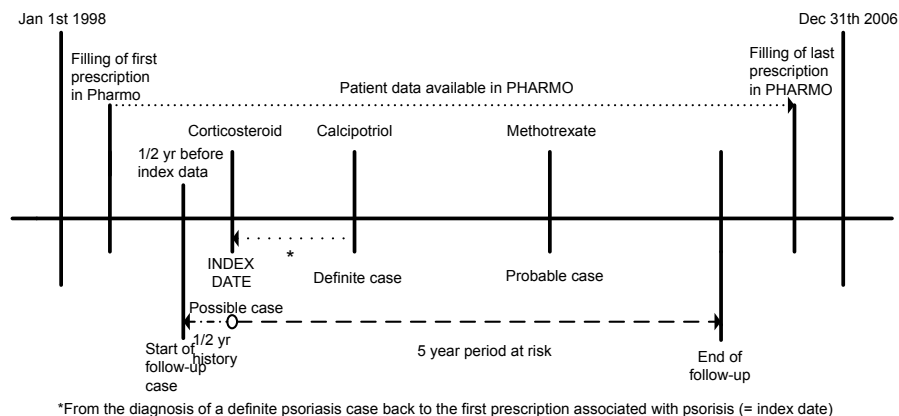 Jan 1st 1998
Dec 31th 2006
Filling of first
prescription
in Pharmo
Filling of last
prescription
in PHARMO
Patient data available in PHARMO
Corticosteroid
Calcipotriol
Methotrexate
1/2 yr before
index data
*
INDEX
DATE
Definite case
Probable case
Possible case
1/2 yr
history
5 year period at risk
Start of
follow-up
case
End of
follow-up
*From the diagnosis of a definite psoriasis case back to the first prescription associated with psorisis (= index date)